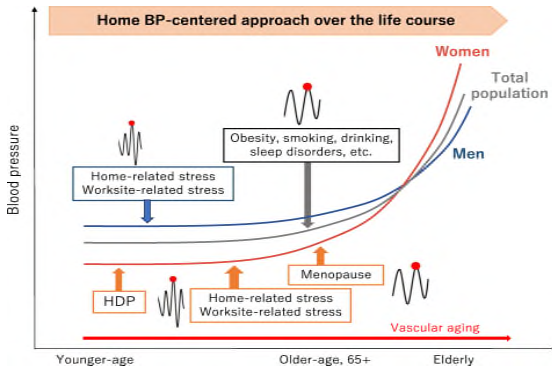 Home BP-centered approach over the life course
Women
Total
population
Men
Obesity, smoking, drinking,
sleep disorders, etc.
Home-related stress
Worksite-related stress
Blood pressure
HDP
Home-related stress
Worksite-related stress
Menopause
Vascular aging
Younger-age
Older-age, 65+
Elderly